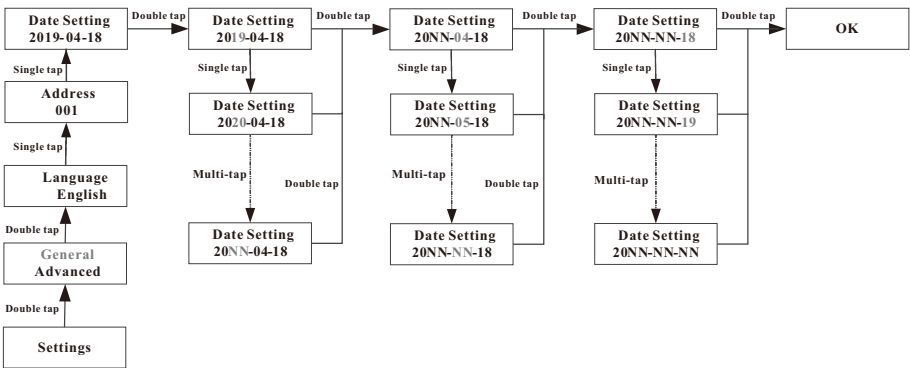 Date Setting
2019-04-18
Double tap
Date Setting
2019-04-18
Double tap
Date Setting
20NN-04-18
Double tap
Date Setting
20NN-NN-18
Double tap
OK
Single tap
Single tap
Single tap
Single tap
Address
001
Date Setting
2020-04-18
Date Setting
20NN-05-18
Date Setting
20NN-NN-19
Single tap
Language
English
Multi-tap
Double tap
Multi-tap
Double tap
Multi-tap
Double tap
General
Advanced
Date Setting
20NN-04-18
Date Setting
20NN-NN-18
Date Setting
20NN-NN-NN
Double tap
Settings